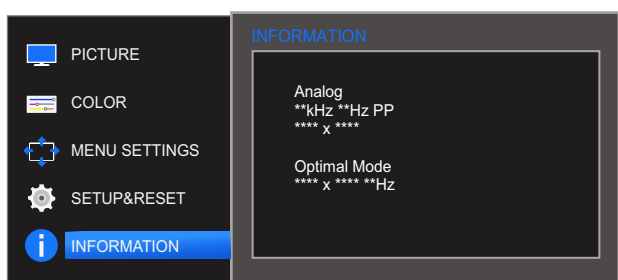 PICTURE
COLOR
MENU SETTINGS
SETUP&RESET
INFORMATION
INFORMATION
Analog
**kHz **Hz PP
**** x ****
Optimal Mode
**** x **** **Hz